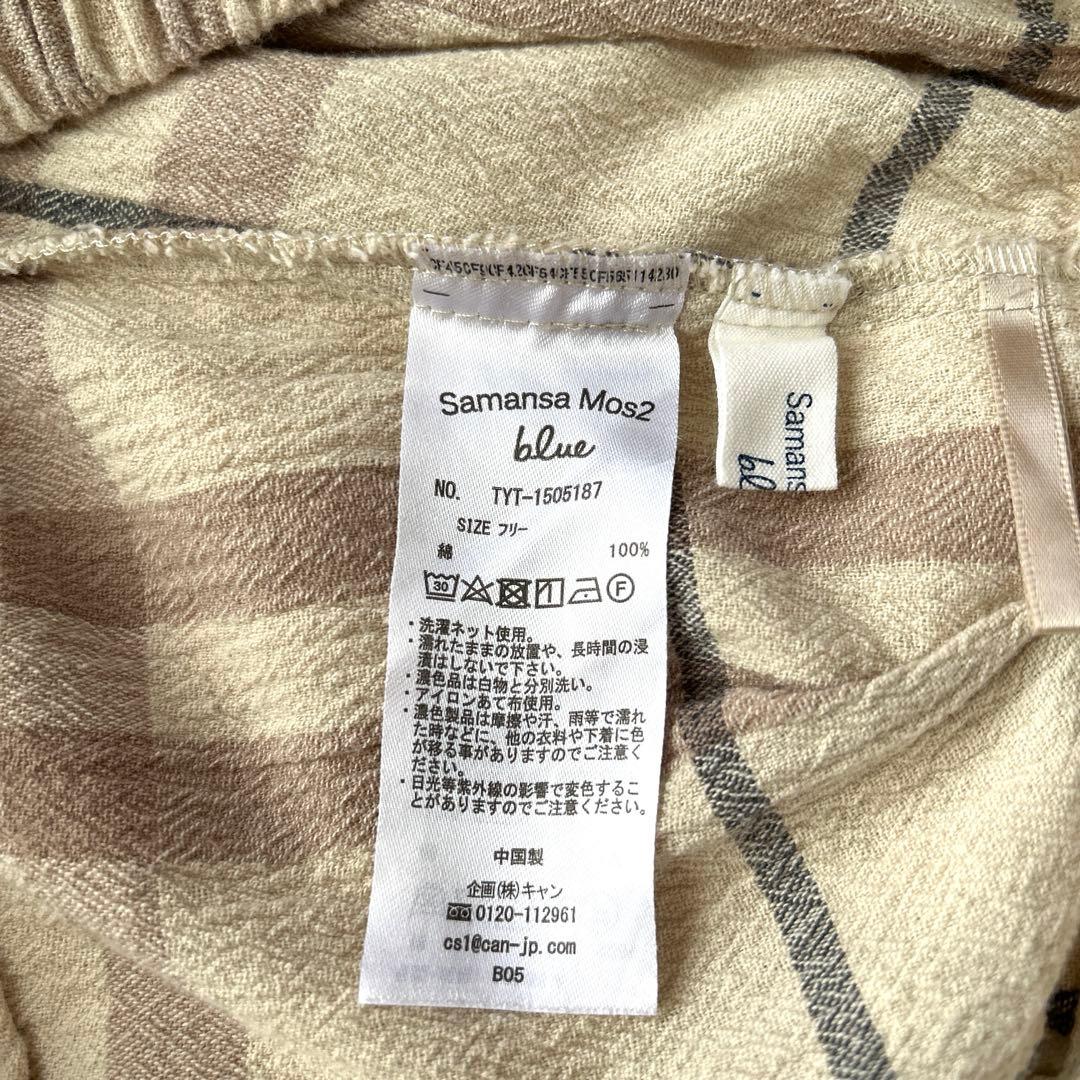 Samansa Mos2
blue
NO. TYT-1505187
SIZE フリー
綿 100%
30 F
・洗濯ネット使用。
・濡れたままの放置や、長時間の浸
漬はしないで下さい。
・濃色品は白物と分別洗い。
・アイロンあて布使用。
・濃色製品は摩擦や汗、雨等で濡れ
た時などに、他の衣料や下着に色
が移る事がありますのでご注意く
ださい。
・日光等紫外線の影響で変色するこ
とがありますのでご注意ください。
中国製
企画(株)キャン
0120-112961
cs1@can-jp.com
B05
Samans
bl